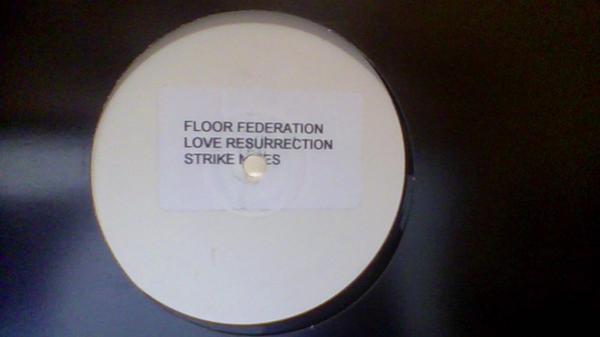 FLOOR FEDERATION
LOVE RESURRECTION
STRIKE